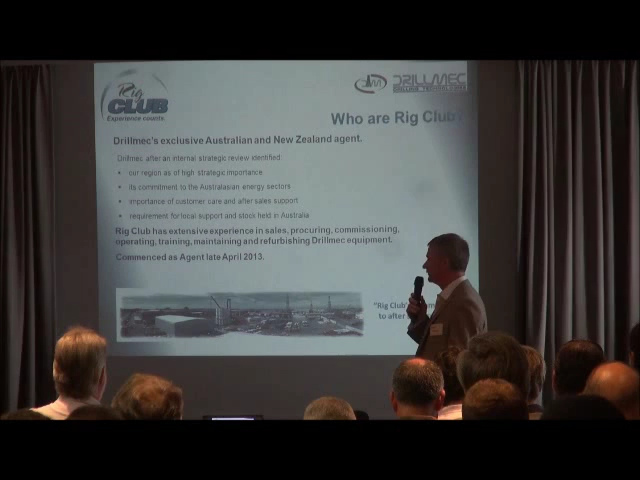 Rig
CLUB
Experience counts
DRILLMEC
DRILLING TECHNOLOGIES
Who are Rig Club?
Drillmec's exclusive Australian and New Zealand agent.
Drillmec after an internal strategic review identified:
• our region as of high strategic importance
• its commitment to the Australasian energy sectors
• importance of customer care and after sales support
• requirement for local support and stock held in Australia
Rig Club has extensive experience in sales, procuring, commissioning,
operating, training, maintaining and refurbishing Drillmec equipment.
Commenced as Agent late April 2013.
"Rig Club"
to after